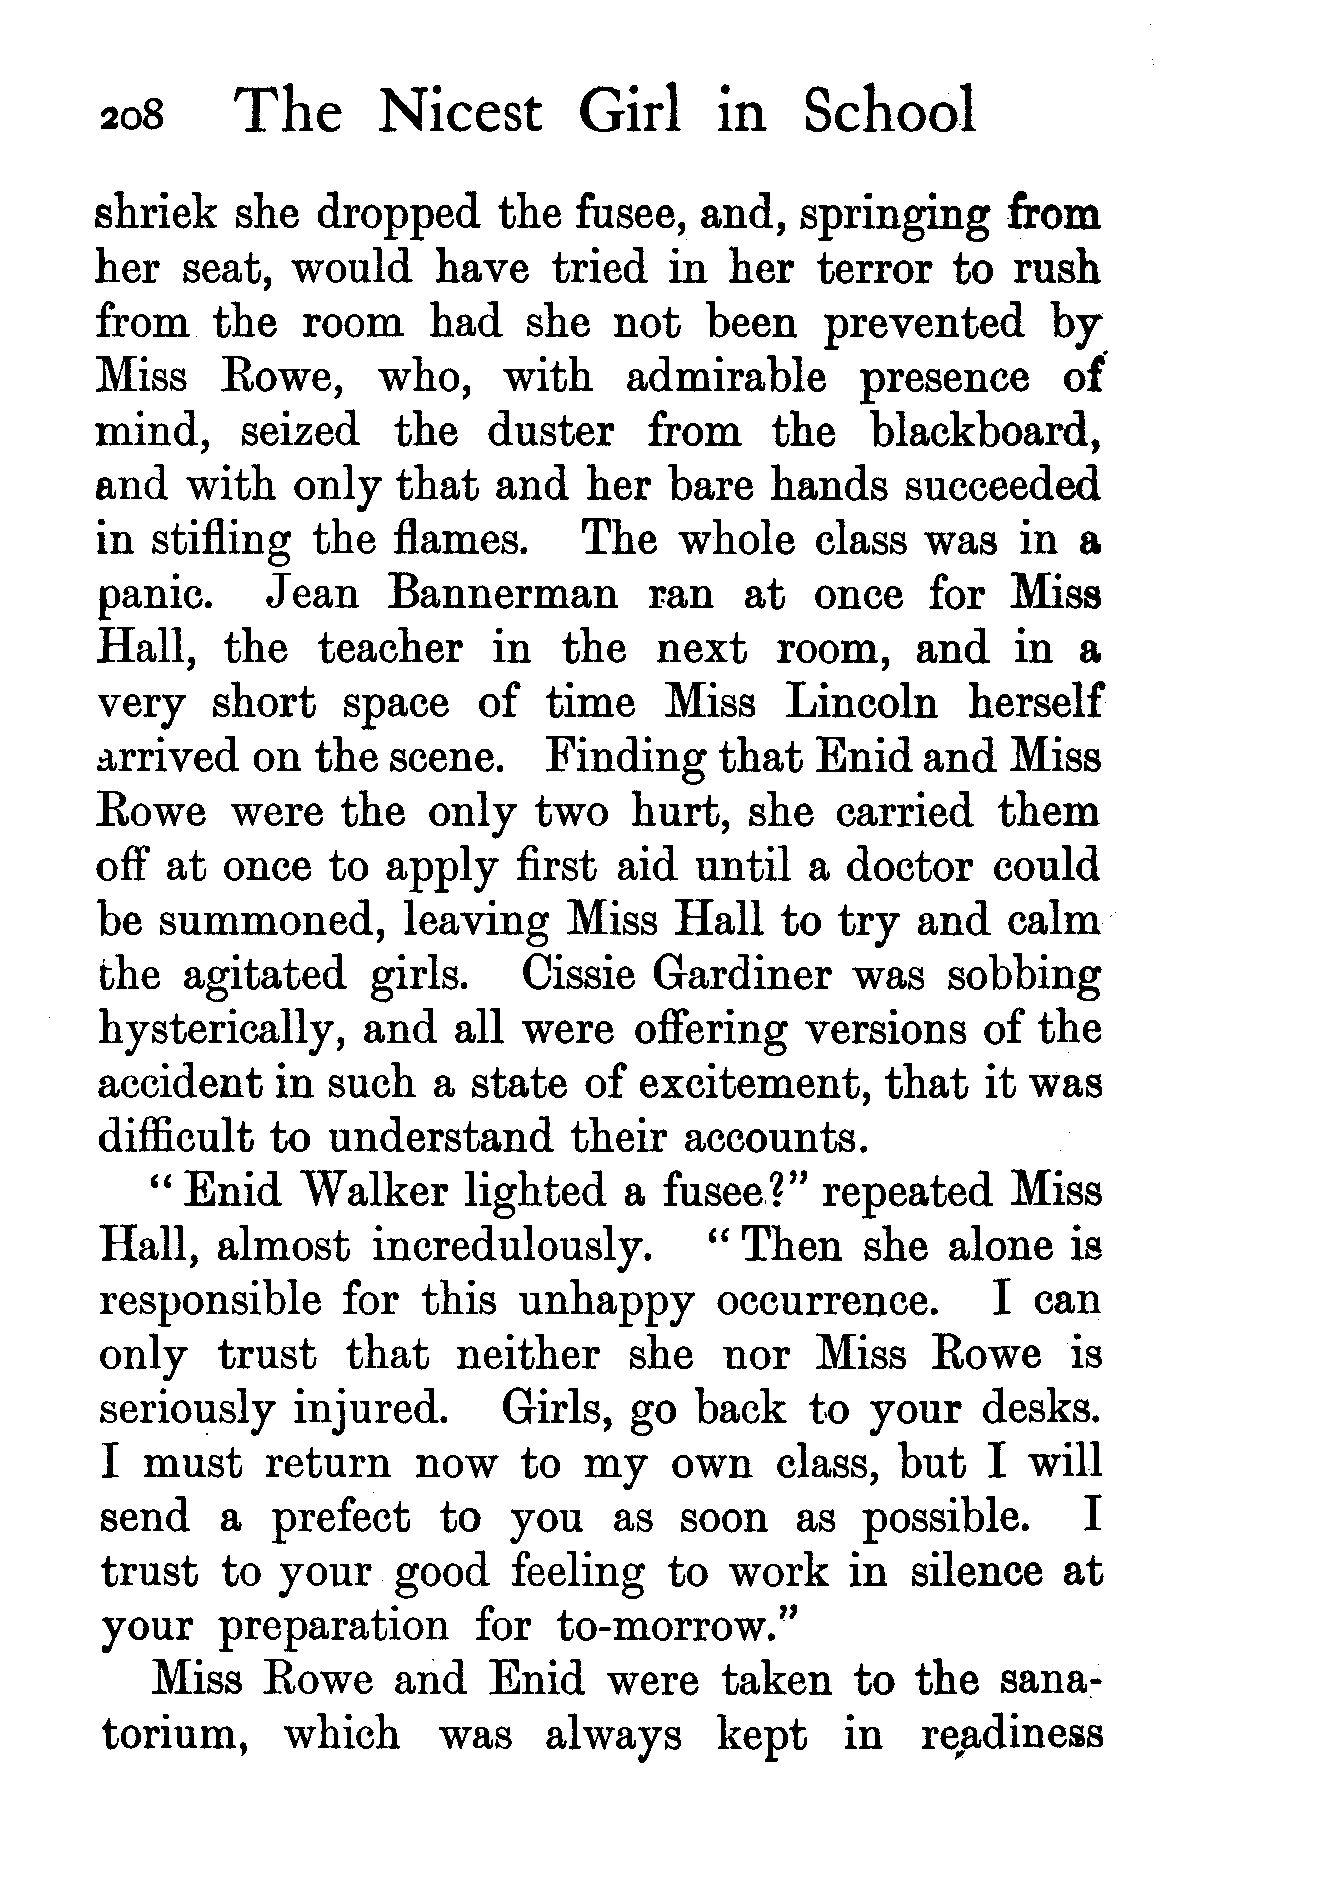 208 The Nicest Girl in School
shriek she dropped the fusee, and, springing from
her seat, would have tried in her terror to rush
from the room had she not been prevented by
Miss Rowe, who, with admirable presence of
mind, seized the duster from the blackboard,
and with only that and her bare hands succeeded
in stifling the flames. The whole class was in a
panic. Jean Bannerman ran at once for Miss
Hall, the teacher in the next room, and in a
very short space of time Miss Lincoln herself
arrived on the scene. Finding that Enid and Miss
Rowe were the only two hurt, she carried them
off at once to apply first aid until a doctor could
be summoned, leaving Miss Hall to try and calm
the agitated girls. Cissie Gardiner was sobbing
hysterically, and all were offering versions of the
accident in such a state of excitement, that it was
difficult to understand their accounts.
“Enid Walker lighted a fusee?” repeated Miss
Hall, almost incredulously. “Then she alone is
responsible for this unhappy occurrence. I can
only trust that neither she nor Miss Rowe is
seriously injured. Girls, go back to your desks.
I must return now to my own class, but I will
send a prefect to you as soon as possible. I
trust to your good feeling to work in silence at
your preparation for to-morrow.”
Miss Rowe and Enid were taken to the sana-
torium, which was always kept in readiness